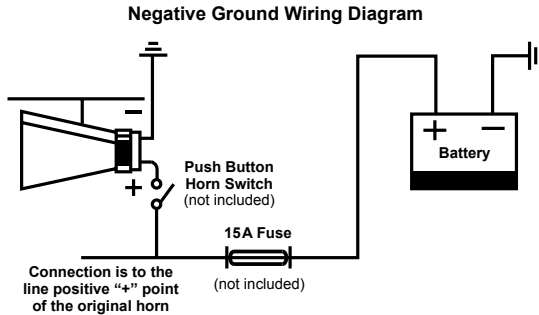 Negative Ground Wiring Diagram
−
+
Push Button
Horn Switch
(not included)
+ −
Battery
15A Fuse
(not included)
Connection is to the
line positive “+” point
of the original horn